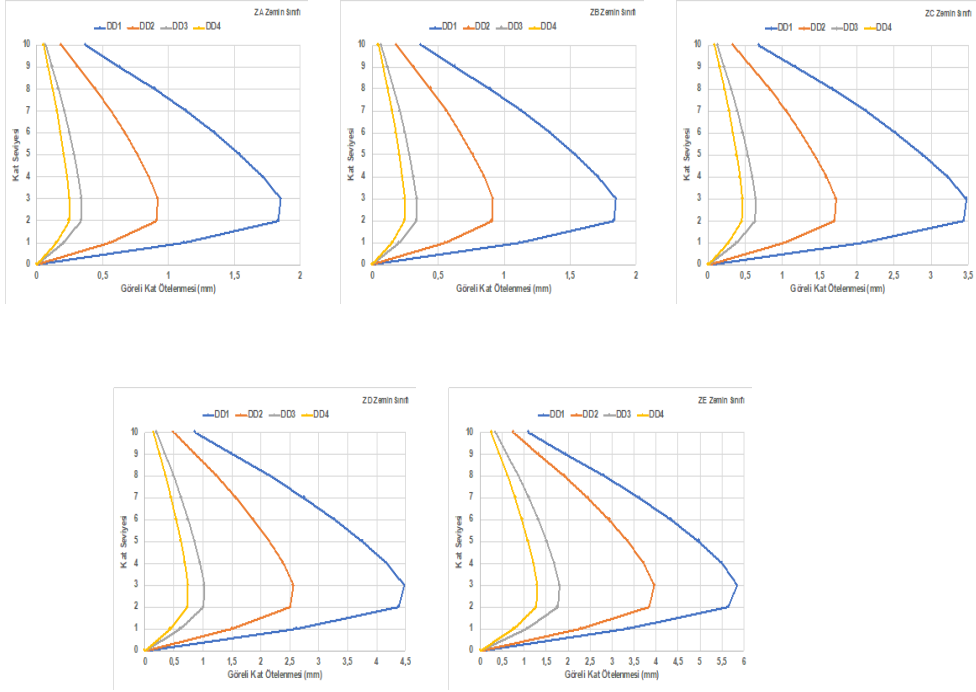 ZA Zemin Sınıfı
DD1 DD2 DD3 DD4
10
9
8
7
6
5
4
3
2
1
0
Kat Seviyesi
0 0,5 1 1,5 2
Göreli Kat Ötelenmesi (mm)
ZB Zemin Sınıfı
DD1 DD2 DD3 DD4
10
9
8
7
6
5
4
3
2
1
0
Kat Seviyesi
0 0,5 1 1,5 2
Göreli Kat Ötelenmesi (mm)
ZC Zemin Sınıfı
DD1 DD2 DD3 DD4
10
9
8
7
6
5
4
3
2
1
0
Kat Seviyesi
0 0,5 1 1,5 2 2,5 3 3,5
Göreli Kat Ötelenmesi (mm)
ZD Zemin Sınıfı
DD1 DD2 DD3 DD4
10
9
8
7
6
5
4
3
2
1
0
Kat Seviyesi
0 0,5 1 1,5 2 2,5 3 3,5 4 4,5
Göreli Kat Ötelenmesi (mm)
ZE Zemin Sınıfı
DD1 DD2 DD3 DD4
10
9
8
7
6
5
4
3
2
1
0
Kat Seviyesi
0 0,5 1 1,5 2 2,5 3 3,5 4 4,5 5 5,5 6
Göreli Kat Ötelenmesi (mm)